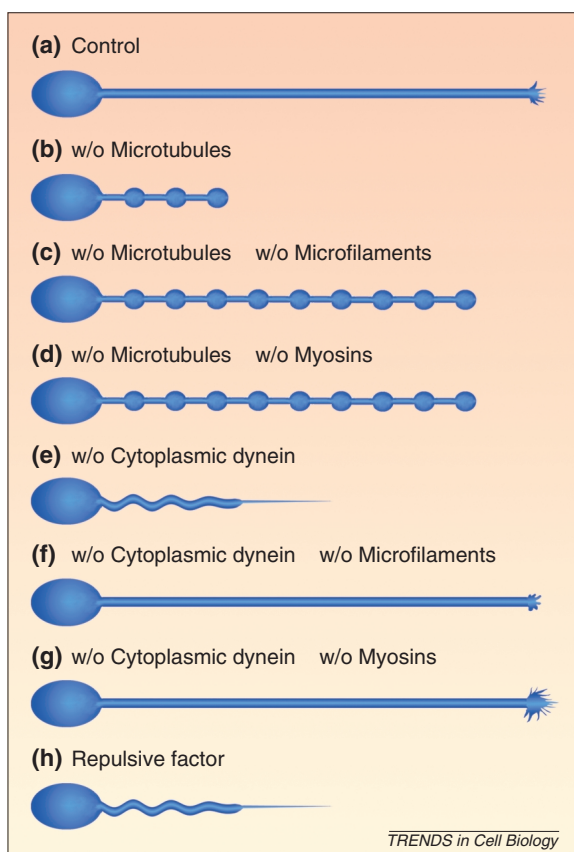 (a) Control
(b) w/o Microtubules
(c) w/o Microtubules w/o Microfilaments
(d) w/o Microtubules w/o Myosins
(e) w/o Cytoplasmic dynein
(f) w/o Cytoplasmic dynein w/o Microfilaments
(g) w/o Cytoplasmic dynein w/o Myosins
(h) Repulsive factor
TRENDS in Cell Biology